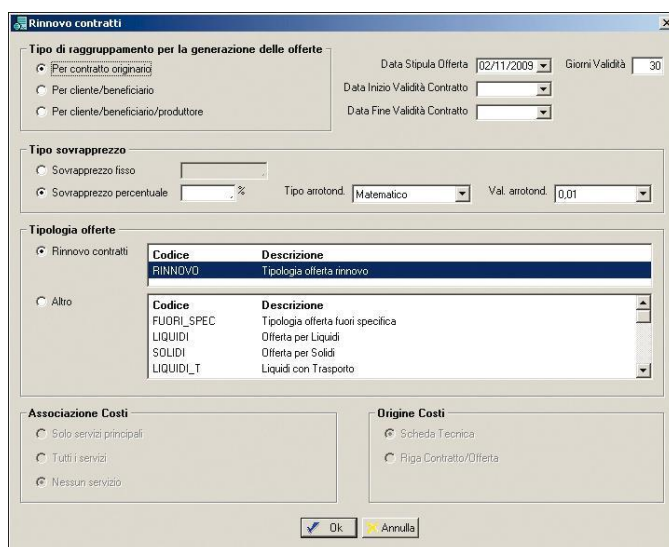 Rinnovo contratti
Tipo di raggruppamento per la generazione delle offerte
Per contratto originario
Per cliente/beneficiario
Per cliente/beneficiario/produttore
Data Stipula Offerta 02/11/2009 Giorni Validità 30
Data Inizio Validità Contratto
Data Fine Validità Contratto
Tipo sovrapprezzo
Sovrapprezzo fisso ,
Sovrapprezzo percentuale , % Tipo arrotond. Matematico Val. arrotond. 0,01
Tipologia offerte
Rinnovo contratti
Codice Descrizione
RINNOVO Tipologia offerta rinnovo
Altro
Codice Descrizione
FUORI_SPEC Tipologia offerta fuori specifica
LIQUIDI Offerta per Liquidi
SOLIDI Offerta per Solidi
LIQUIDI_T Liquidi con Trasporto
Associazione Costi
Solo servizi principali
Tutti i servizi
Nessun servizio
Origine Costi
Scheda Tecnica
Riga Contratto/Offerta
Ok Annulla